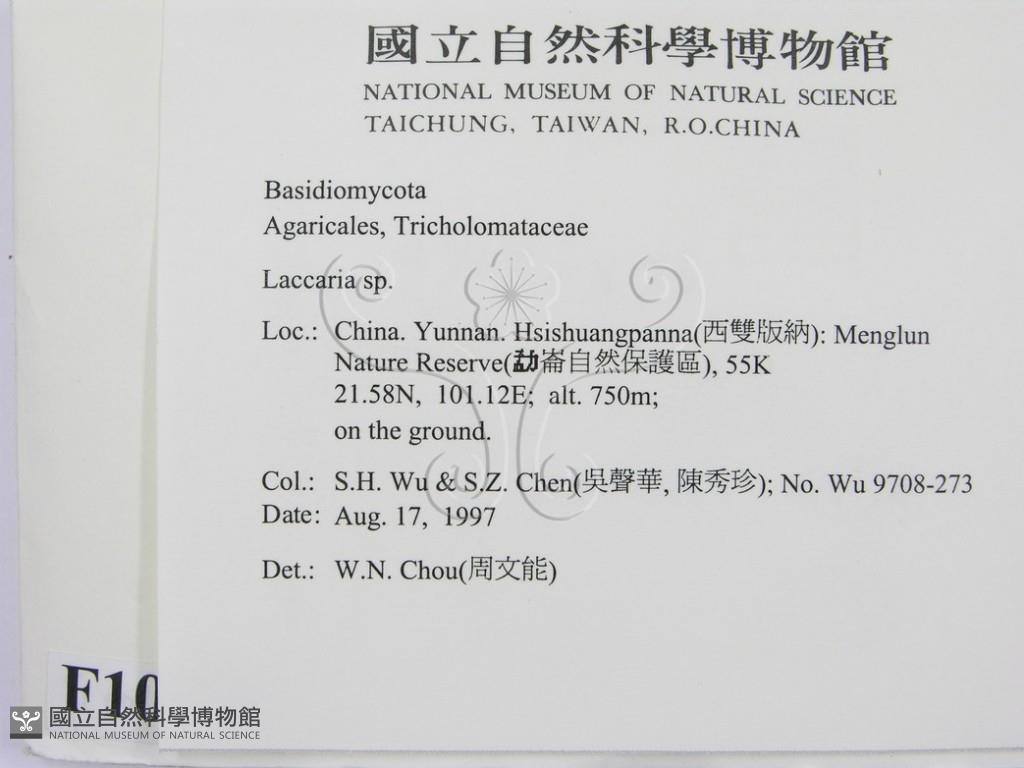 國立自然科學博物館
NATIONAL MUSEUM OF NATURAL SCIENCE
TAICHUNG, TAIWAN, R.O.CHINA
Basidiomycota
Agaricales, Tricholomataceae
Laccaria sp.
Loc.: China. Yunnan. Hsishuangpanna(西雙版納): Menglun
Nature Reserve(勐崙自然保護區), 55K
21.58N, 101.12E; alt. 750m;
on the ground.
Col.: S.H. Wu & S.Z. Chen(吳聲華, 陳秀珍); No. Wu 9708-273
Date: Aug. 17, 1997
Det.: W.N. Chou(周文能)
F10
國立自然科學博物館
NATIONAL MUSEUM OF NATURAL SCIENCE